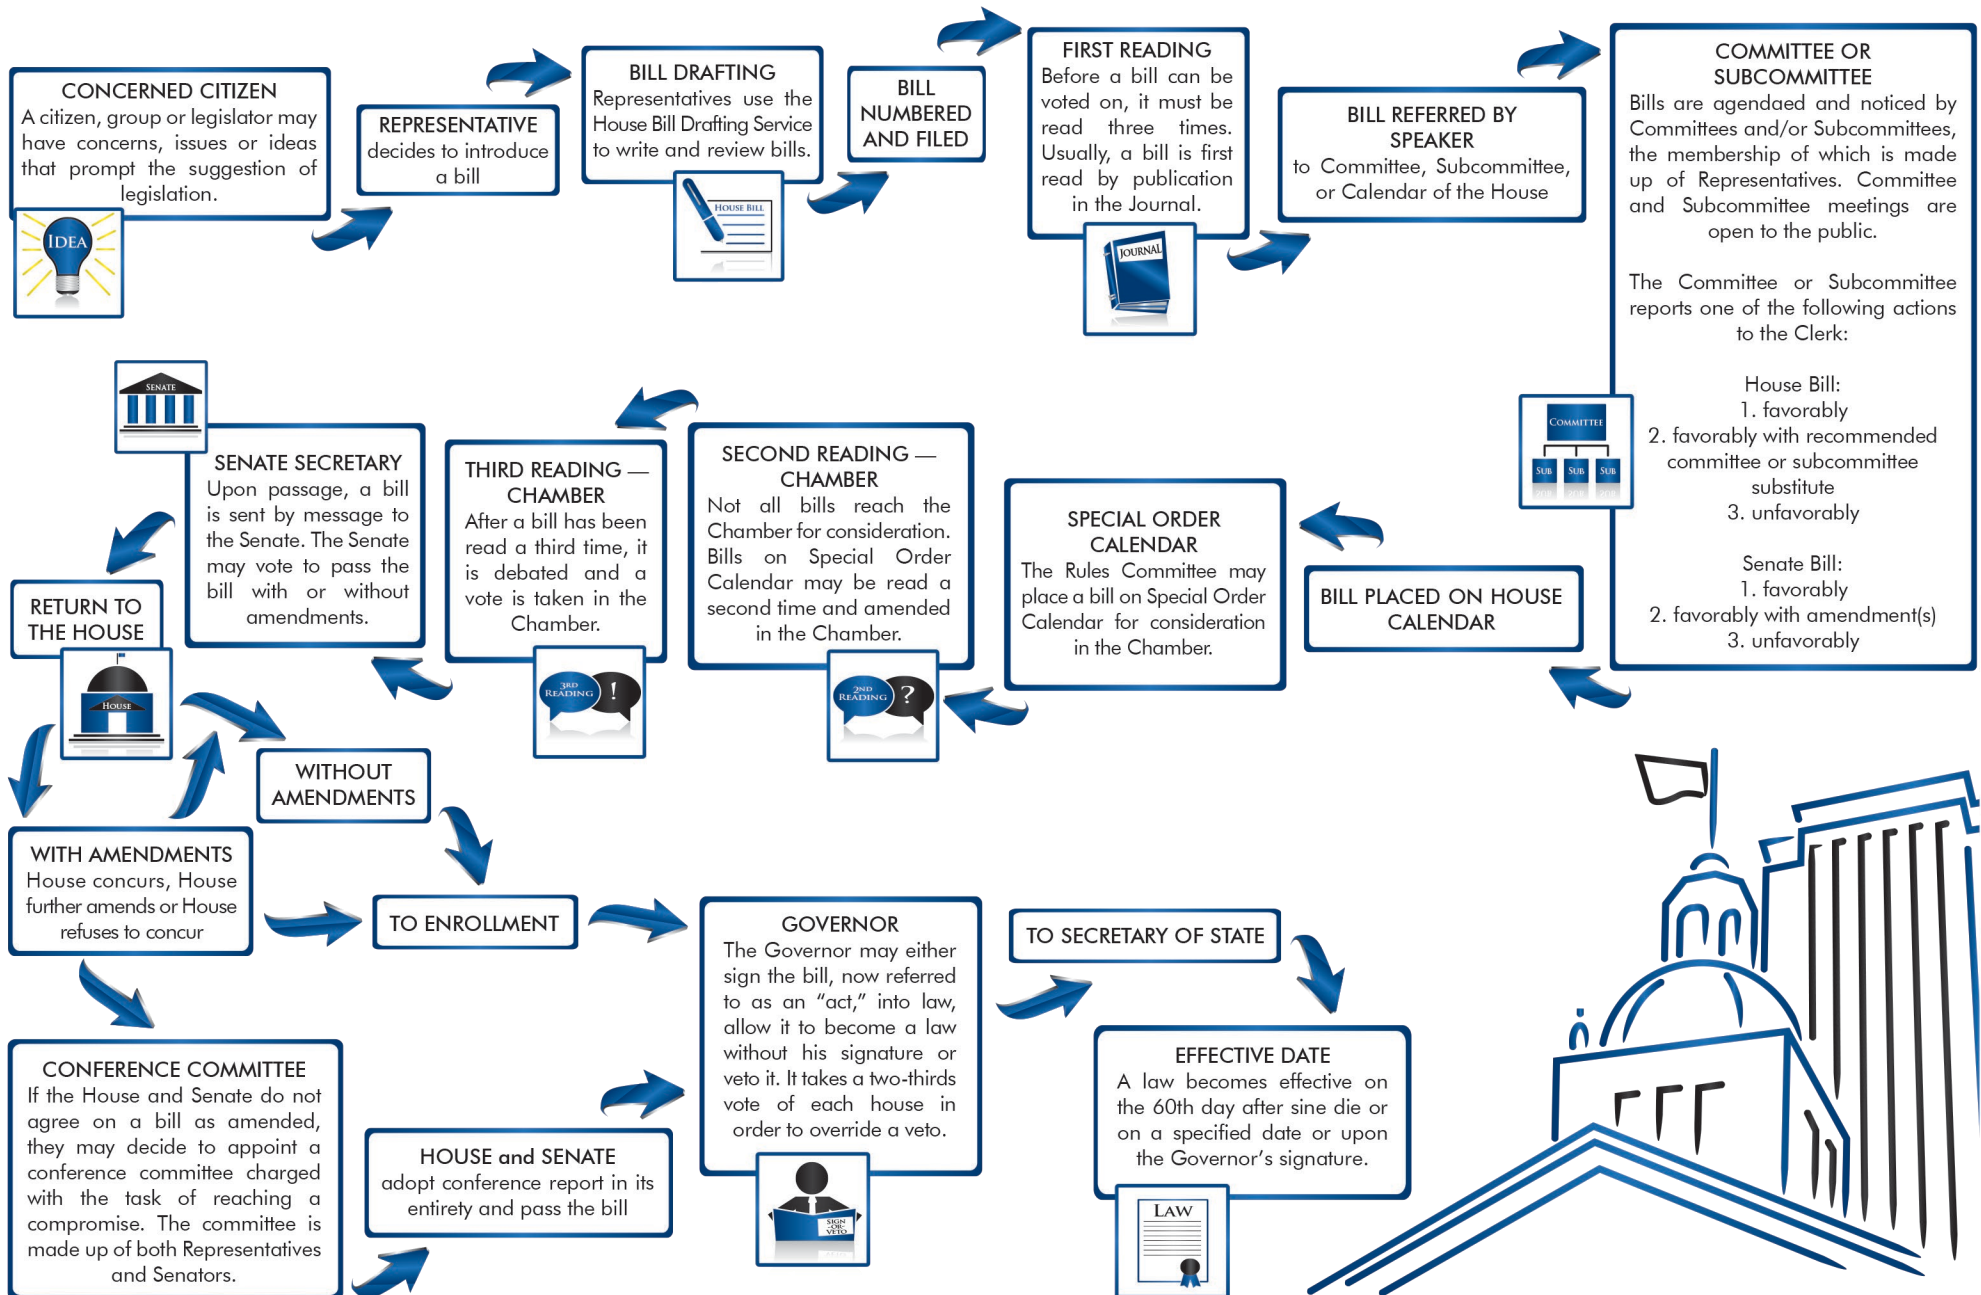 CONCERNED CITIZEN
A citizen, group or legislator may
have concerns, issues or ideas
that prompt the suggestion of
legislation.
IDEA
REPRESENTATIVE
decides to introduce
a bill
BILL DRAFTING
Representatives use the
House Bill Drafting Service
to write and review bills.
HOUSE BILL
BILL
NUMBERED
AND FILED
FIRST READING
Before a bill can be
voted on, it must be
read three times.
Usually, a bill is first
read by publication
in the Journal.
JOURNAL
BILL REFERRED BY
SPEAKER
to Committee, Subcommittee,
or Calendar of the House
COMMITTEE OR
SUBCOMMITTEE
Bills are agendaed and noticed by
Committees and/or Subcommittees,
the membership of which is made
up of Representatives. Committee
and Subcommittee meetings are
open to the public.
The Committee or Subcommittee
reports one of the following actions
to the Clerk:
House Bill:
1. favorably
2. favorably with recommended
committee or subcommittee
substitute
3. unfavorably
Senate Bill:
1. favorably
2. favorably with amendment(s)
3. unfavorably
COMMITTEE
SUB SUB SUB
BILL PLACED ON HOUSE
CALENDAR
SPECIAL ORDER
CALENDAR
The Rules Committee may
place a bill on Special Order
Calendar for consideration
in the Chamber.
SECOND READING —
CHAMBER
Not all bills reach the
Chamber for consideration.
Bills on Special Order
Calendar may be read a
second time and amended
in the Chamber.
2ND
READING ?
THIRD READING —
CHAMBER
After a bill has been
read a third time, it
is debated and a
vote is taken in the
Chamber.
3RD
READING !
SENATE
SENATE SECRETARY
Upon passage, a bill
is sent by message to
the Senate. The Senate
may vote to pass the
bill with or without
amendments.
RETURN TO
THE HOUSE
HOUSE
WITHOUT
AMENDMENTS
WITH AMENDMENTS
House concurs, House
further amends or House
refuses to concur
TO ENROLLMENT
CONFERENCE COMMITTEE
If the House and Senate do not
agree on a bill as amended,
they may decide to appoint a
conference committee charged
with the task of reaching a
compromise. The committee is
made up of both Representatives
and Senators.
HOUSE and SENATE
adopt conference report in its
entirety and pass the bill
GOVERNOR
The Governor may either
sign the bill, now referred
to as an “act,” into law,
allow it to become a law
without his signature or
veto it. It takes a two-thirds
vote of each house in
order to override a veto.
SIGN
-OR-
VETO
TO SECRETARY OF STATE
EFFECTIVE DATE
A law becomes effective on
the 60th day after sine die or
on a specified date or upon
the Governor’s signature.
LAW